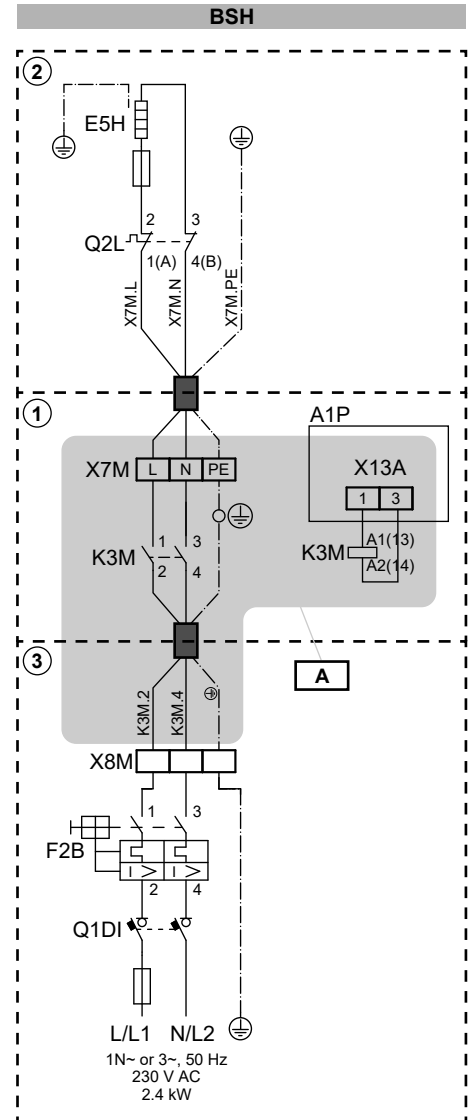 BSH
2
E5H
2 3
Q2L
1(A) 4(B)
X7M.L X7M.N X7M.PE
1
A1P
X7M L N PE
X13A
1 3
K3M 1 3
2 4
K3M A1(13)
A2(14)
3
A
K3M.2 K3M.4
X8M
1 3
F2B
I > I >
2 4
Q1DI
L/L1 N/L2
1N~ or 3~, 50 Hz
230 V AC
2.4 kW